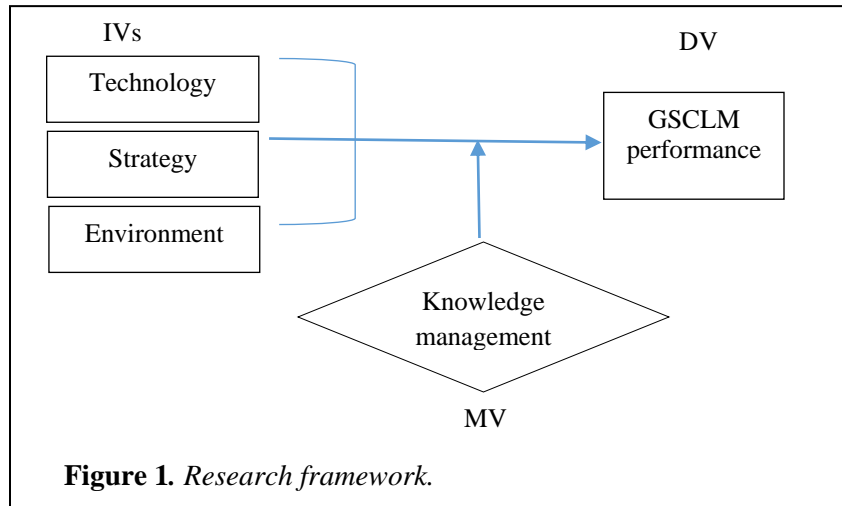 IVs
DV
Technology
Strategy
Environment
GSCLM
performance
Knowledge
management
MV
Figure 1. Research framework.